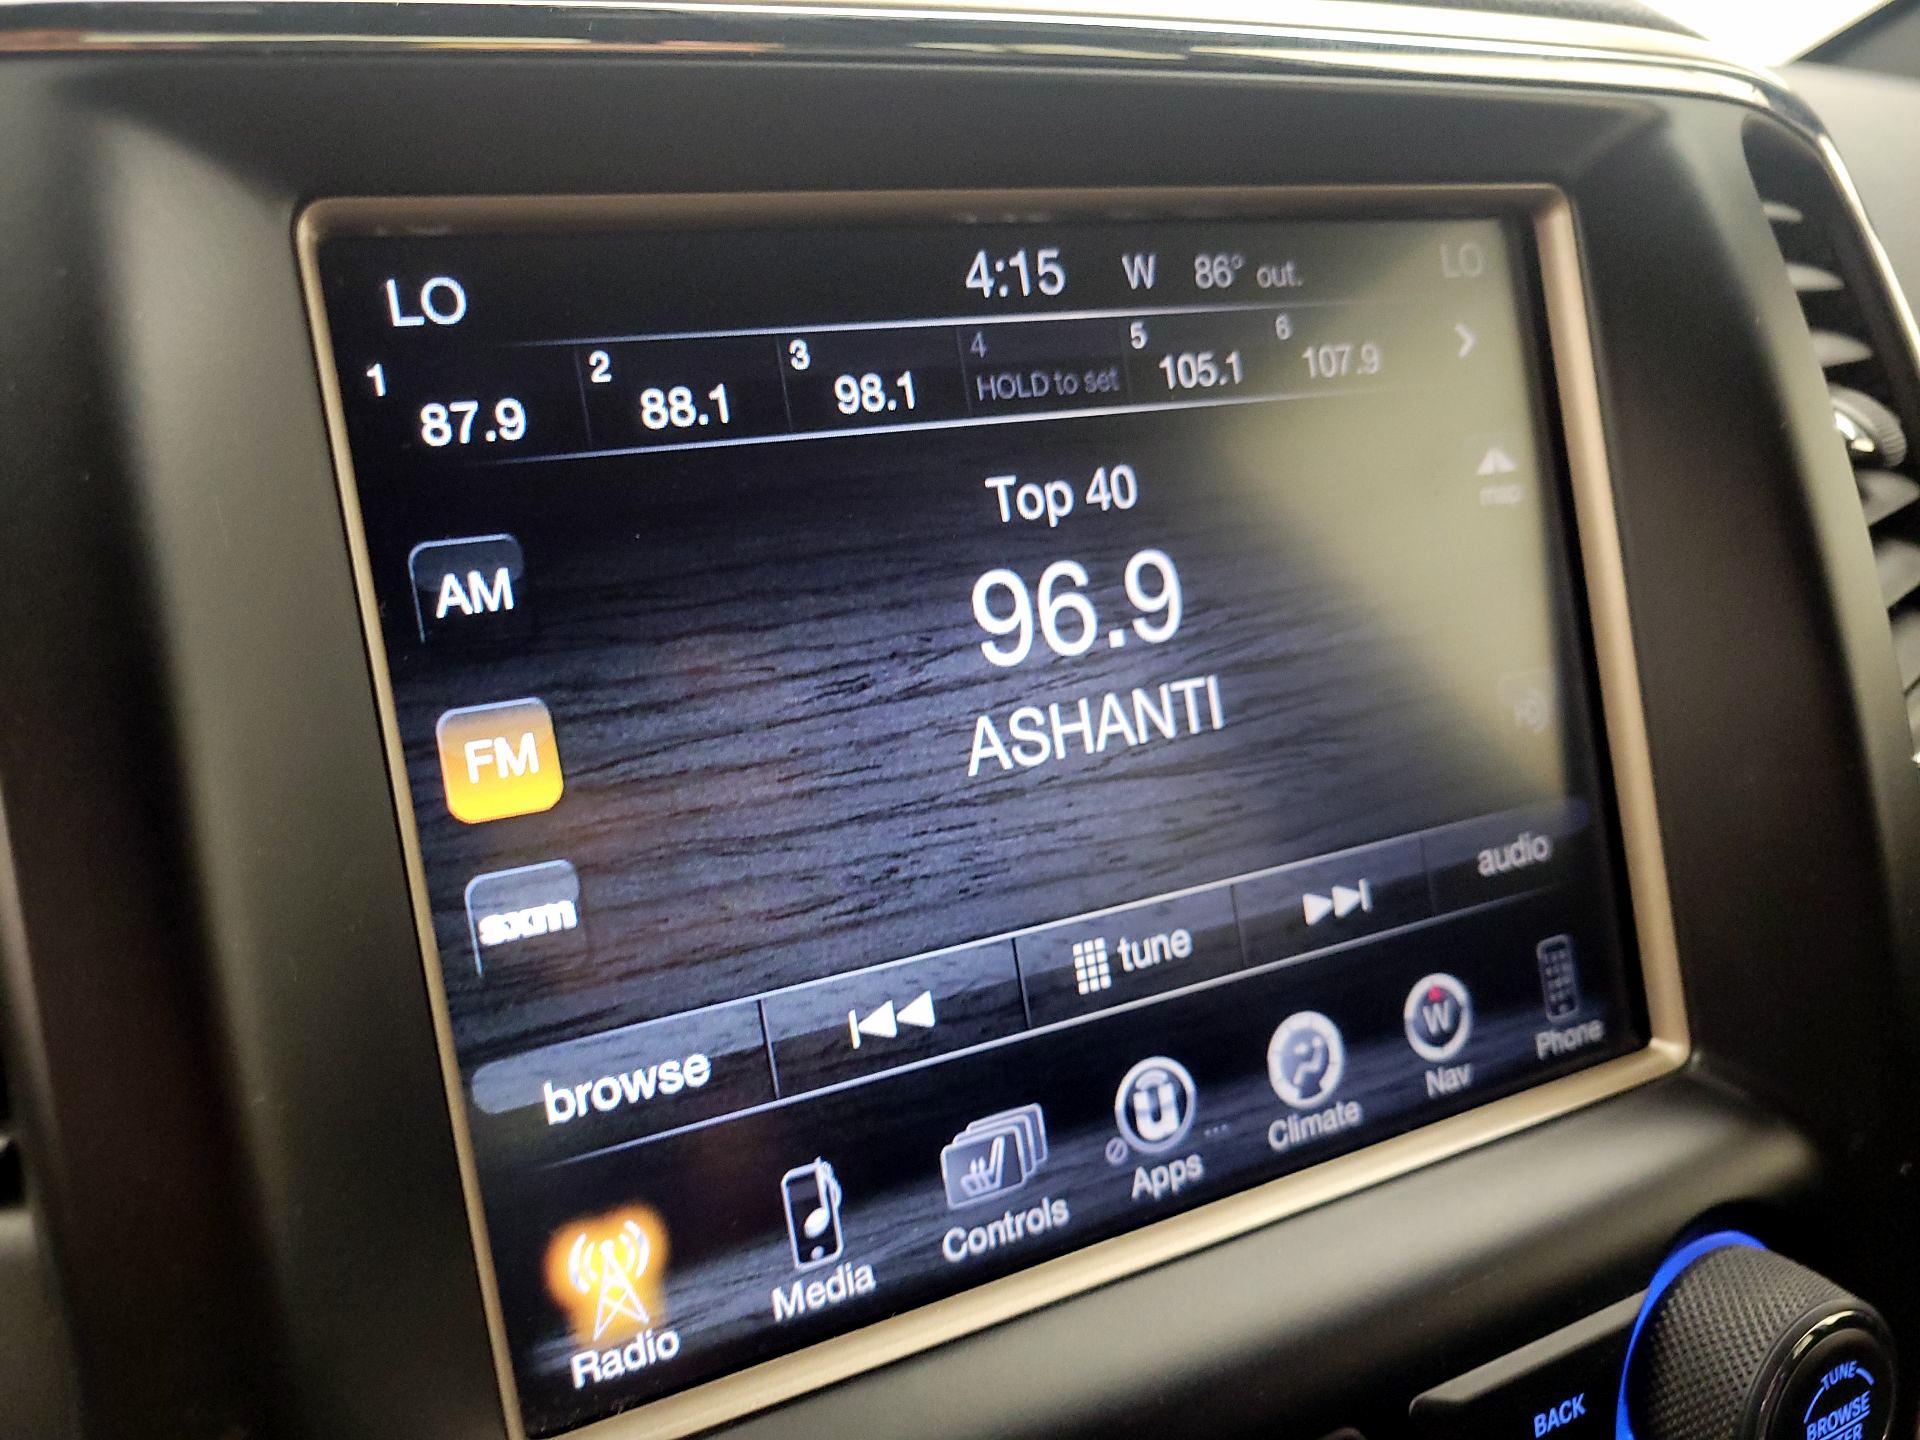 LO 4:15 W 86° out. LO
1 87.9 2 88.1 3 98.1 4 HOLD to set 5 105.1 6 107.9
Top 40
map
96.9
AM
ASHANTI
FM
HD
sxm
browse tune audio
Radio Media Controls Apps Climate Nav Phone
W
BACK
TUNE
BROWSE